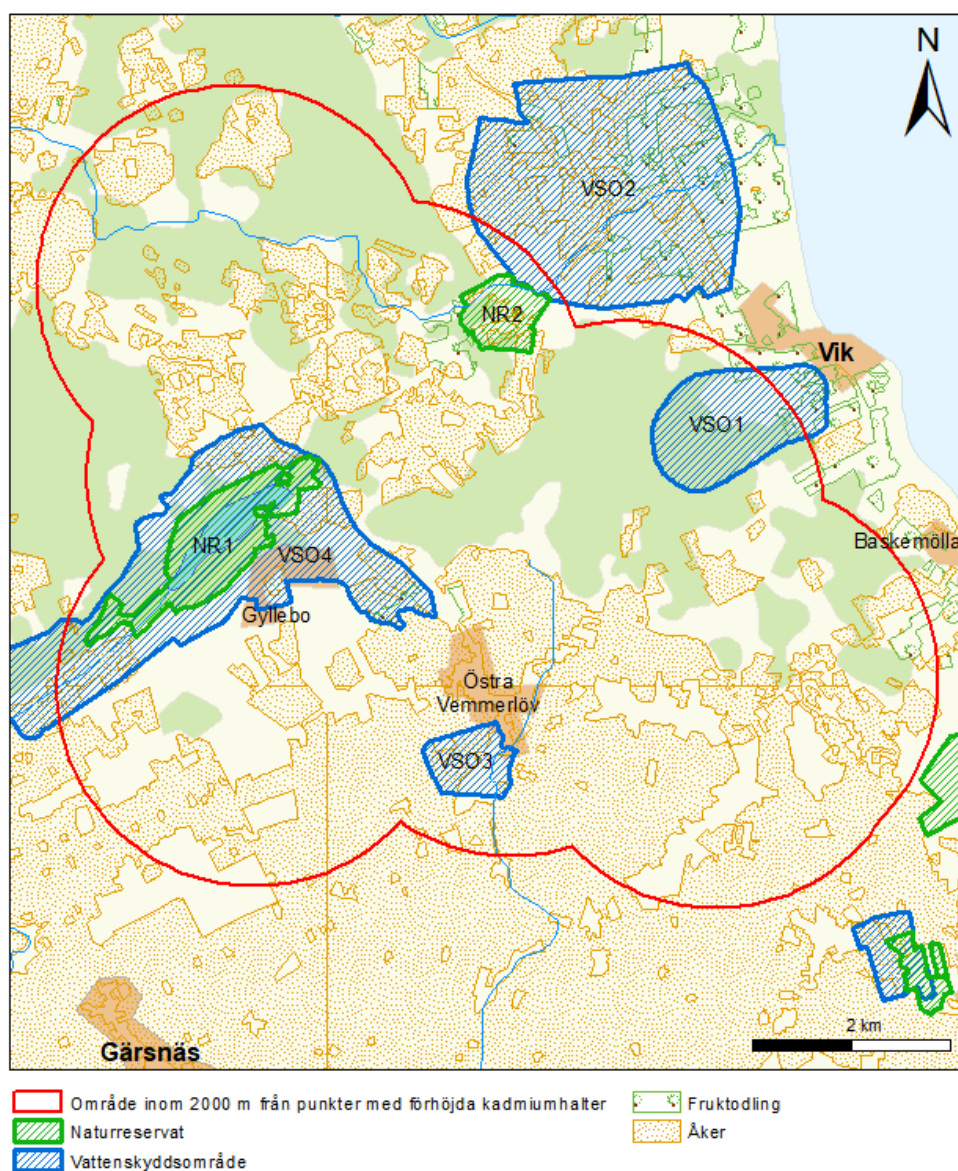 N
VSO2
NR2
Vik
VSO1
NR1
VSO4
Baskemölla
Gyllebo
Östra
Vemmerlöv
VSO3
2 km
Gärsnäs
Område inom 2000 m från punkter med förhöjda kadmiumhalter
Fruktodling
Naturreservat
Åker
Vattenskyddsområde